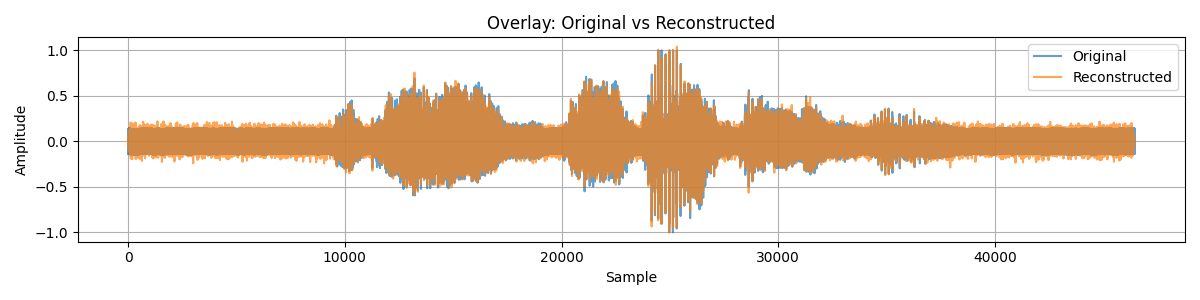 Overlay: Original vs Reconstructed
Original
Reconstructed
Amplitude
1.0
0.5
0.0
−0.5
−1.0
0 10000 20000 30000 40000
Sample